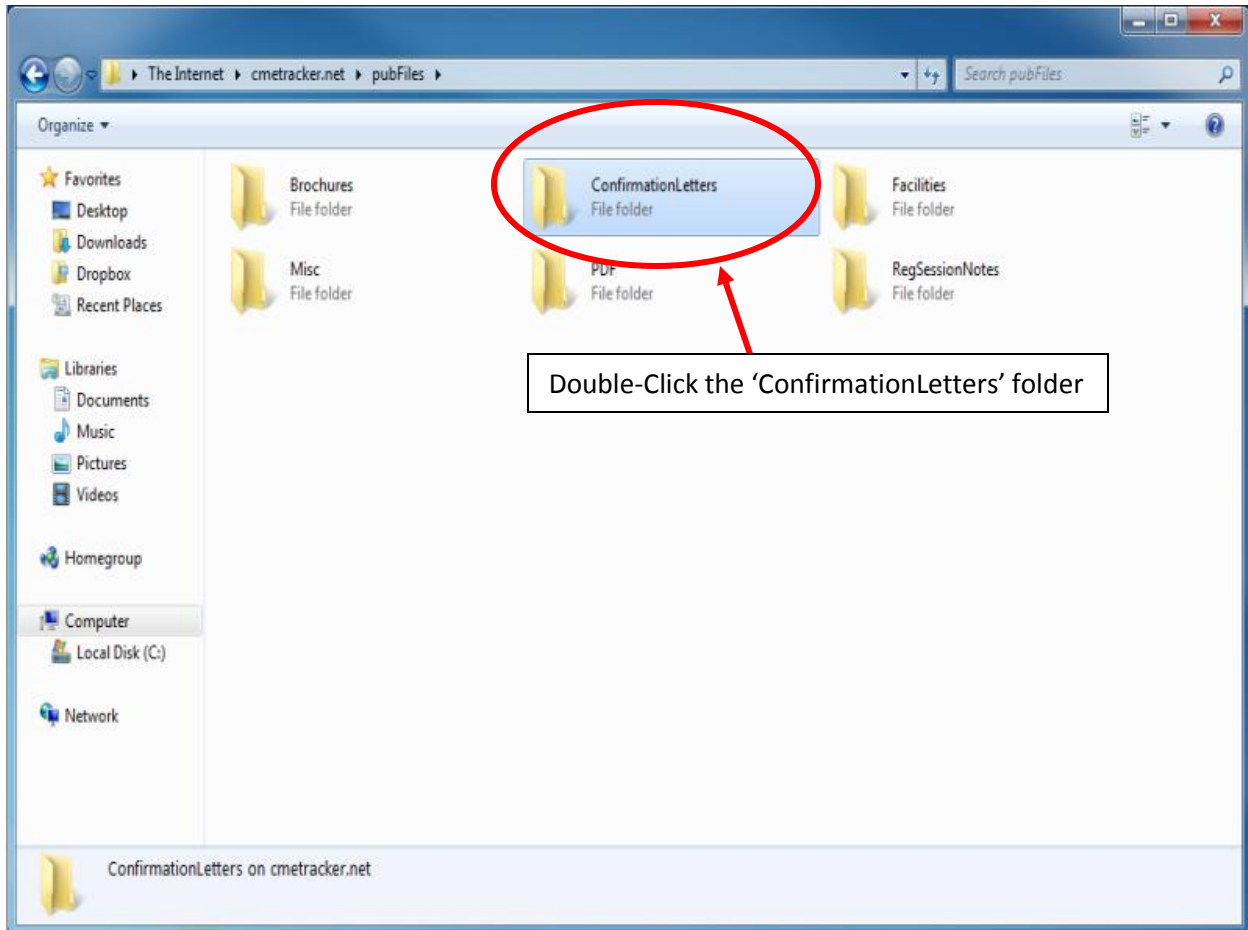 The Internet ▸ cmetracker.net ▸ pubFiles ▸
Search pubFiles
Organize
Favorites
Desktop
Downloads
Dropbox
Recent Places
Libraries
Documents
Music
Pictures
Videos
Homegroup
Computer
Local Disk (C:)
Network
Brochures
File folder
ConfirmationLetters
File folder
Facilities
File folder
Misc
File folder
PDF
File folder
RegSessionNotes
File folder
Double-Click the ‘ConfirmationLetters’ folder
ConfirmationLetters on cmetracker.net